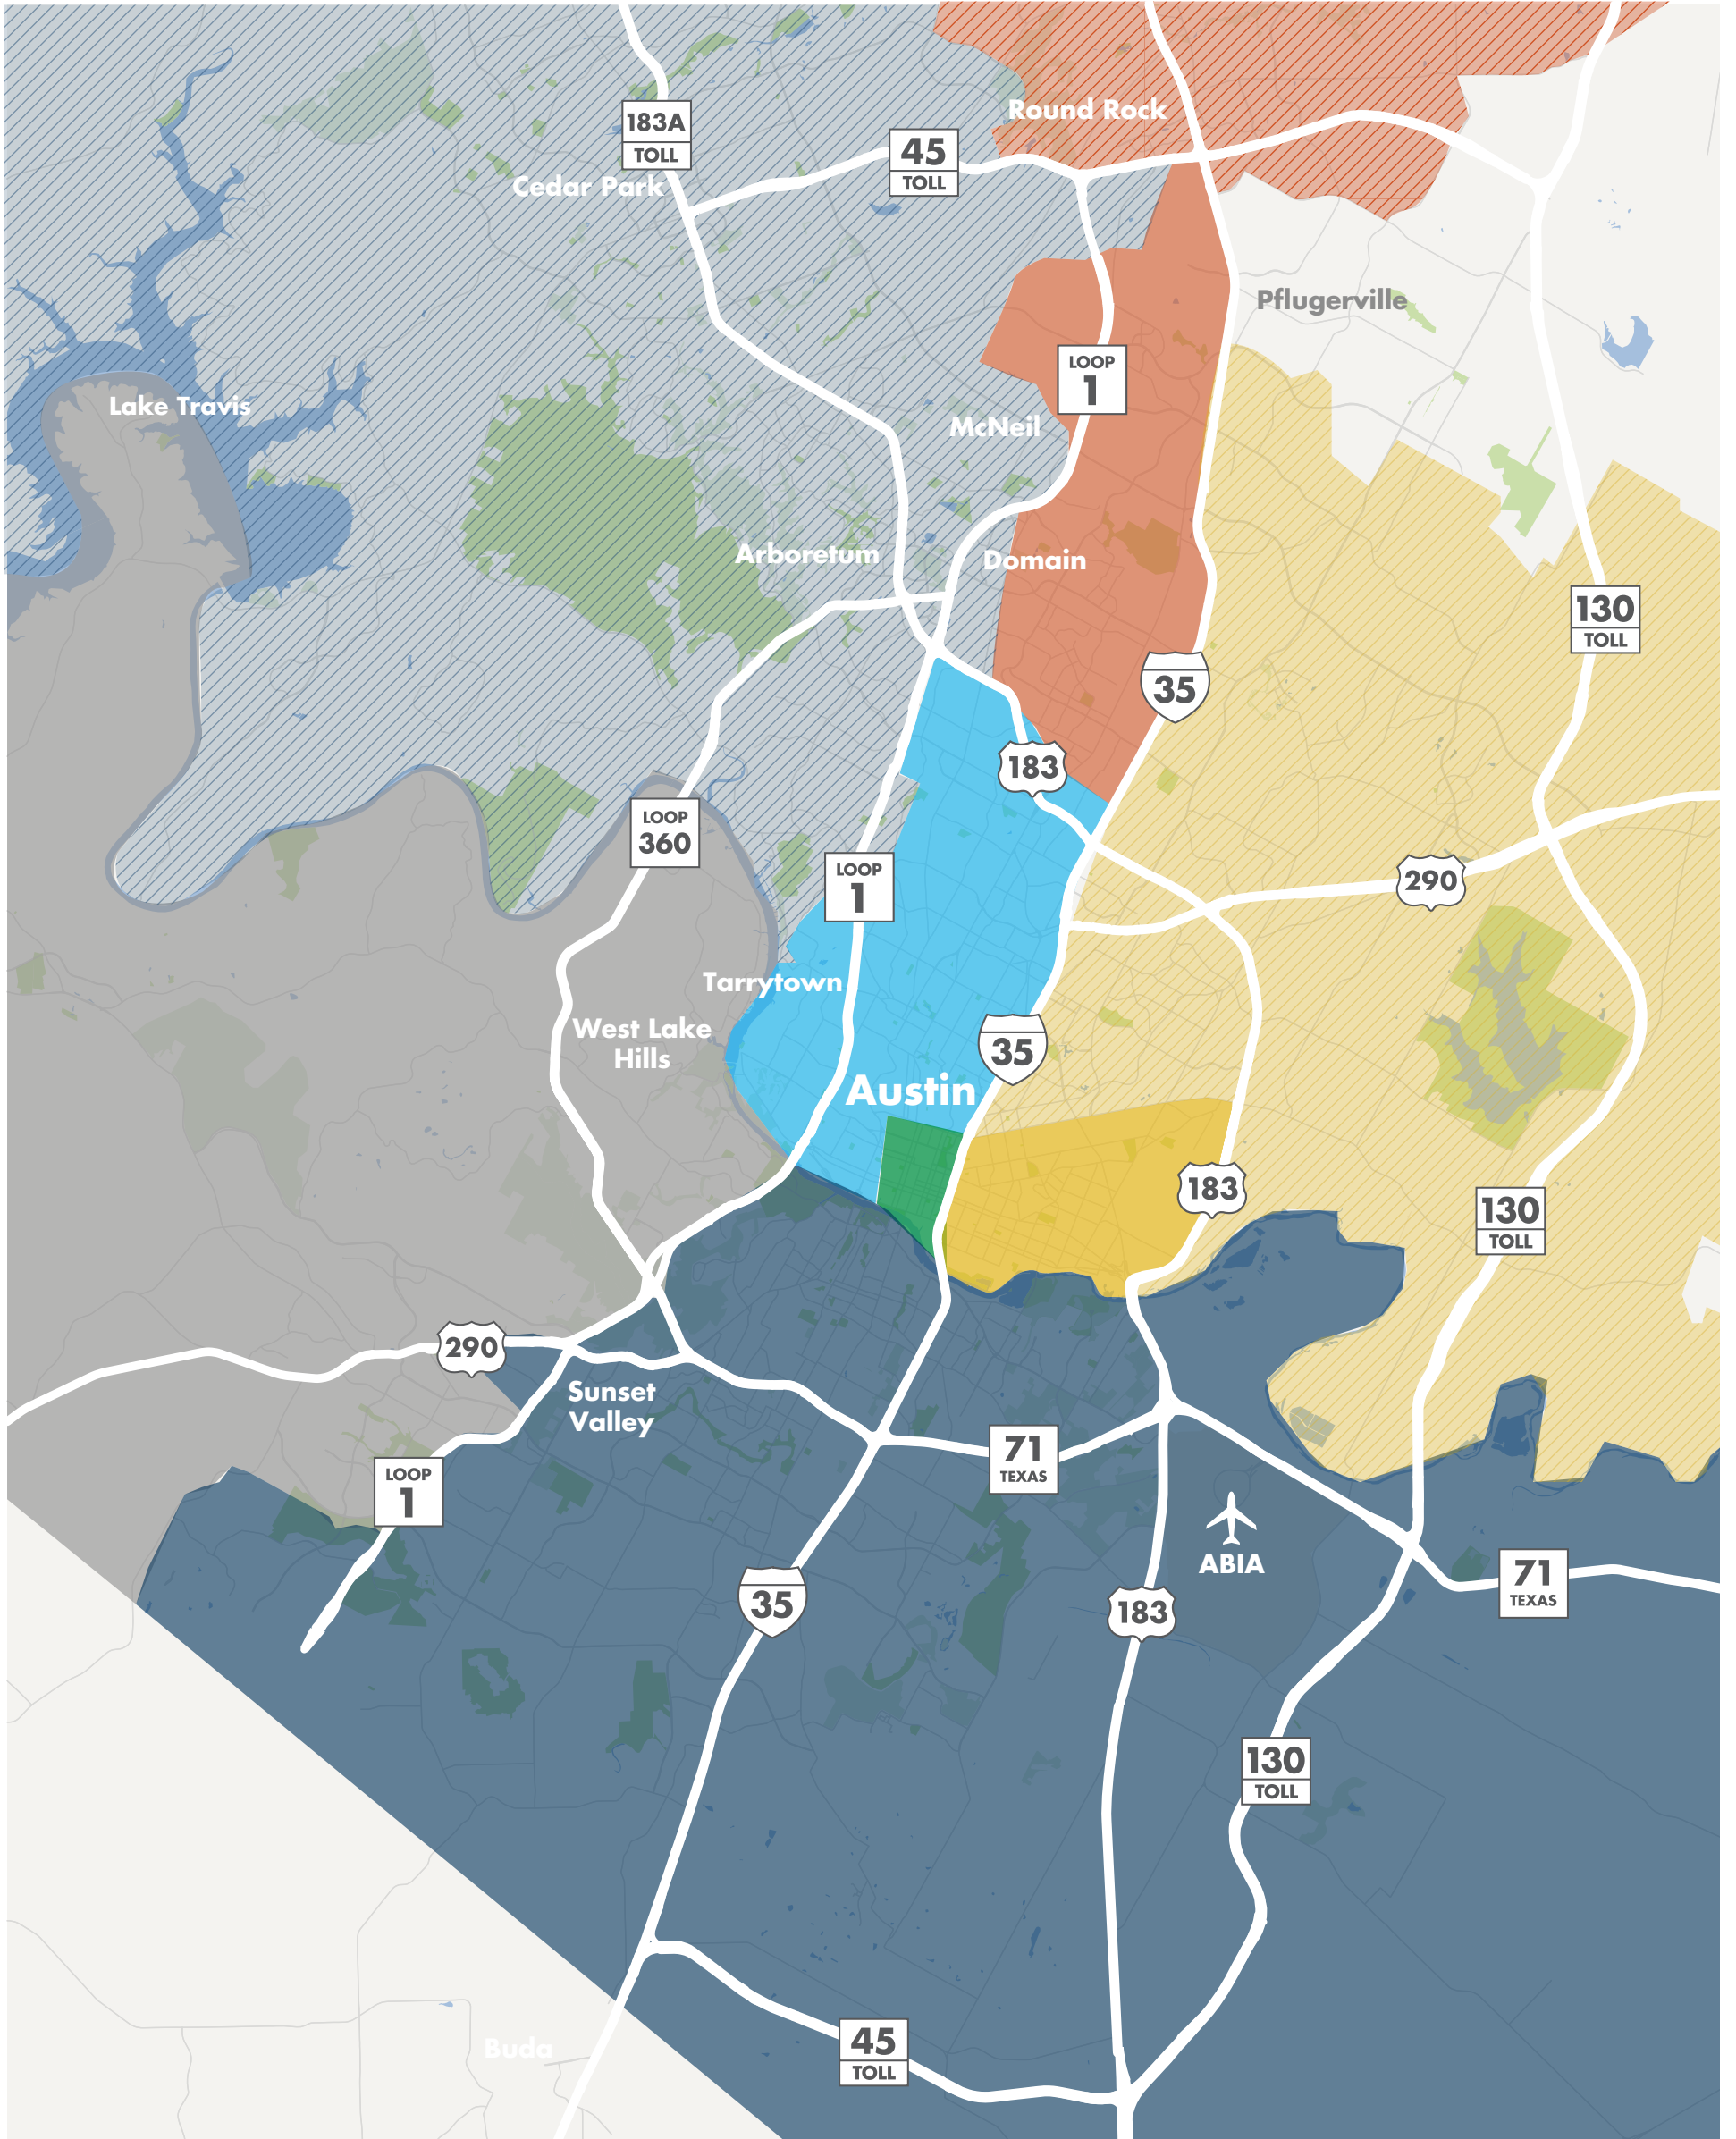 183A
TOLL
Round Rock
45
TOLL
Cedar Park
Pflugerville
LOOP
1
Lake Travis
McNeil
Arboretum
Domain
130
TOLL
35
183
LOOP
360
LOOP
1
290
Tarrytown
West Lake
Hills
35
Austin
183
130
TOLL
290
Sunset
Valley
71
TEXAS
LOOP
1
ABIA
71
TEXAS
35
183
130
TOLL
45
TOLL
Buda